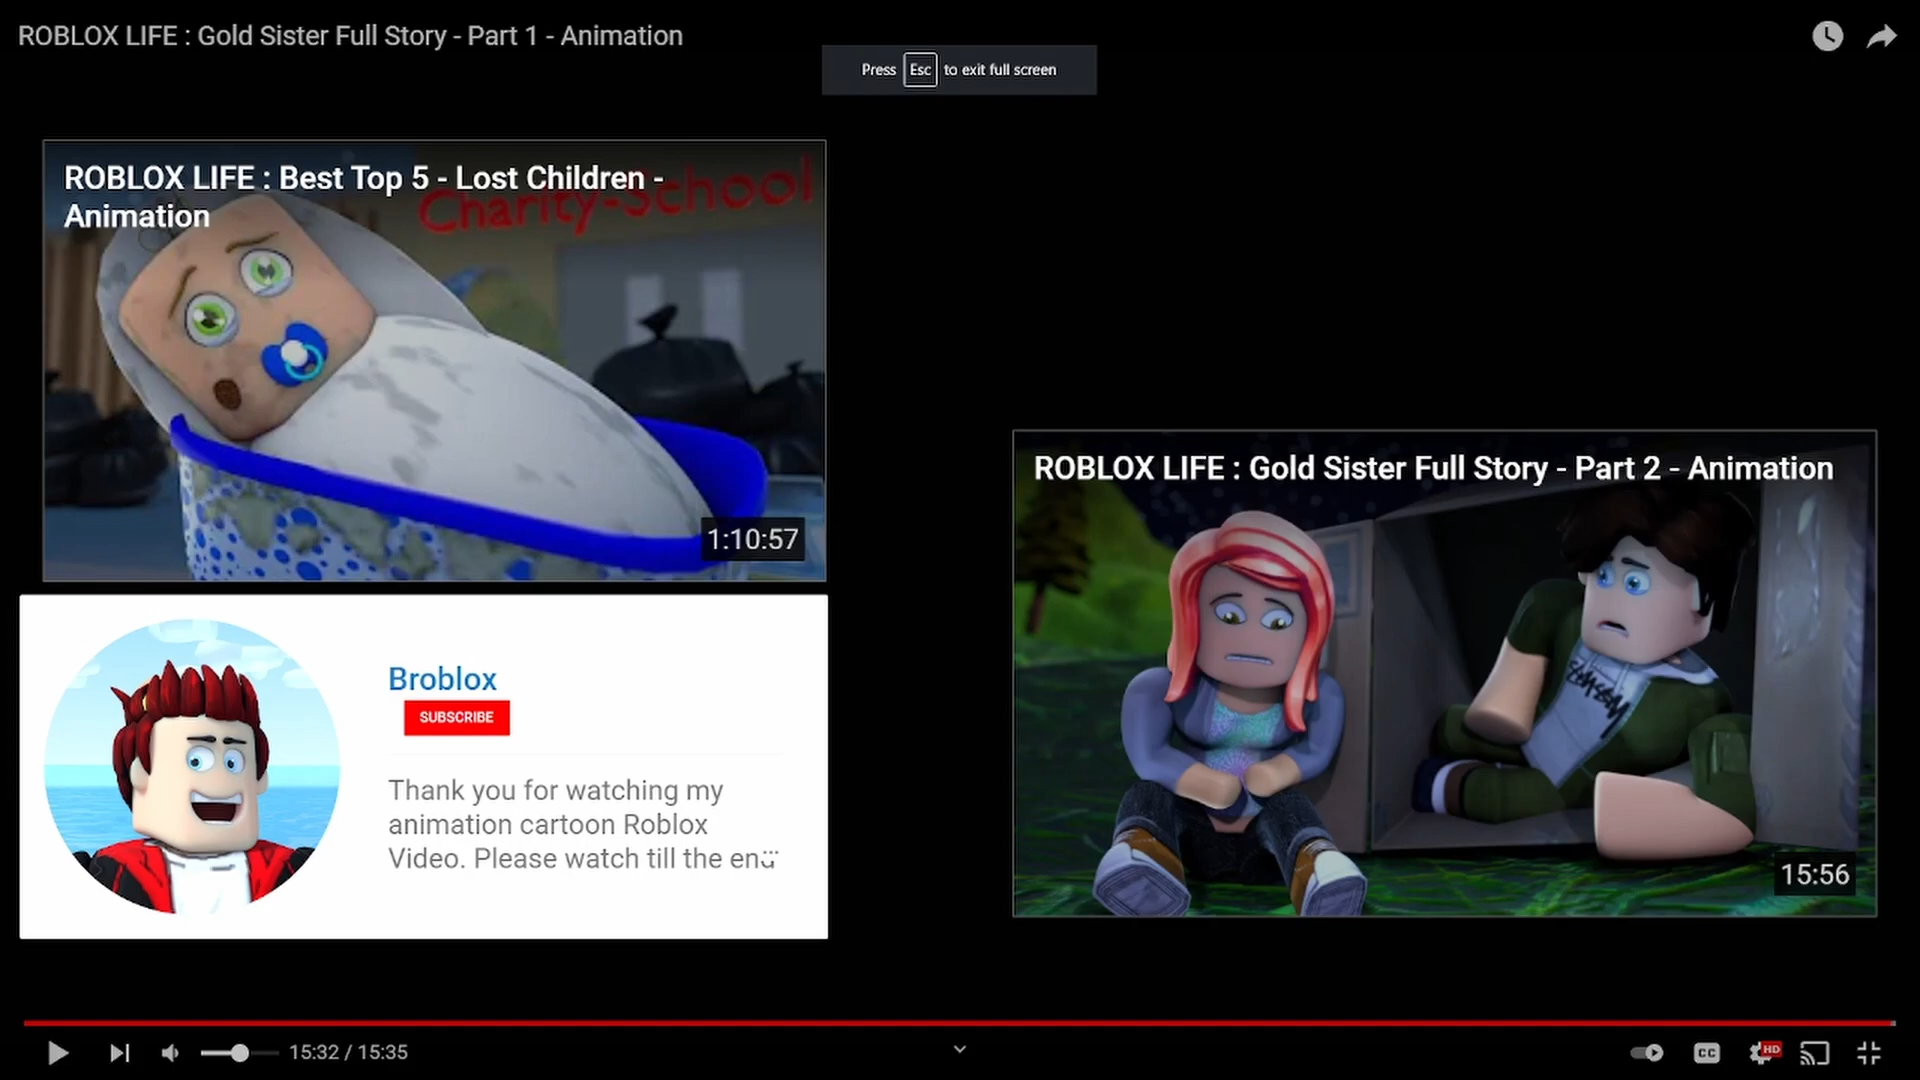 ROBLOX LIFE : Gold Sister Full Story - Part 1 - Animation
Press Esc to exit full screen
ROBLOX LIFE : Best Top 5 - Lost Children -
Animation
Charity-School
1:10:57
Broblox
SUBSCRIBE
Thank you for watching my
animation cartoon Roblox
Video. Please watch till the end
ROBLOX LIFE : Gold Sister Full Story - Part 2 - Animation
15:56
15:32 / 15:35
CC
HD